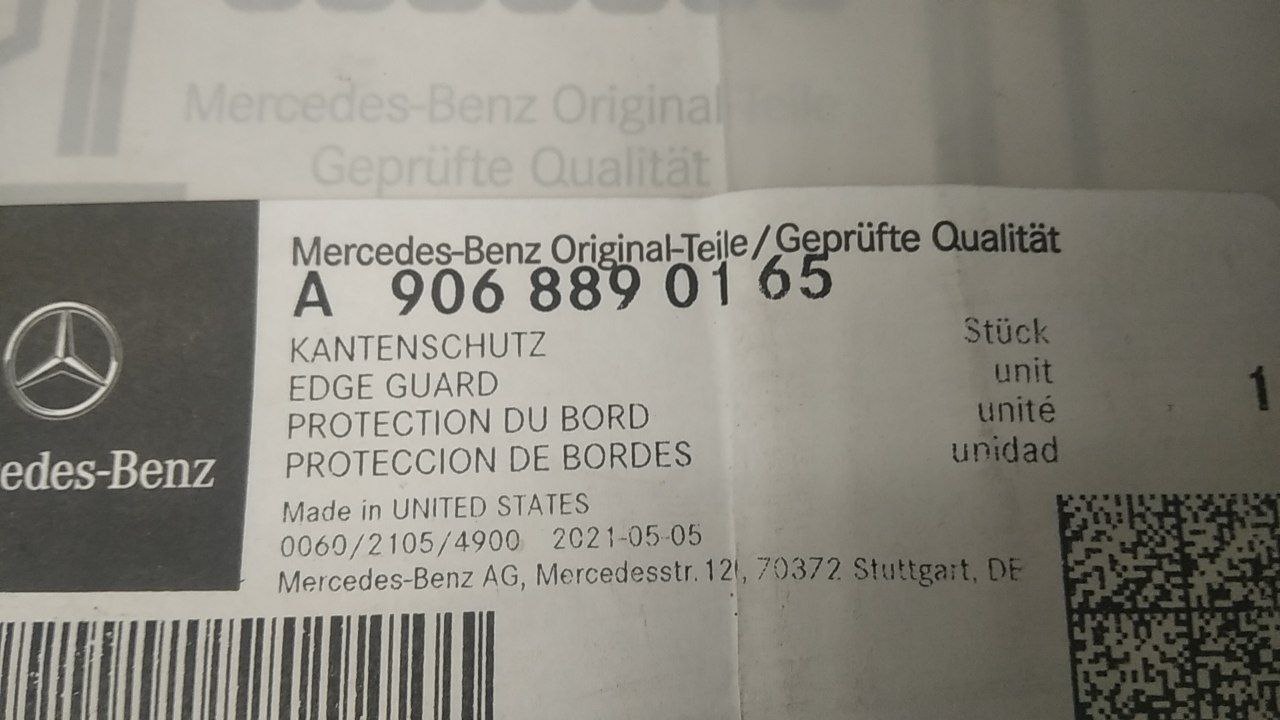 Mercedes-Benz Original-Teile
Geprüfte Qualität
Mercedes-Benz Original-Teile/Geprüfte Qualität
A 906 889 01 65
KANTENSCHUTZ
EDGE GUARD
PROTECTION DU BORD
PROTECCION DE BORDES
Stück
unit
unité
unidad
1
edes-Benz
Made in UNITED STATES
0060/2105/4900 2021-05-05
Mercedes-Benz AG, Mercedesstr. 12 , 70372 Stuttgart, DE